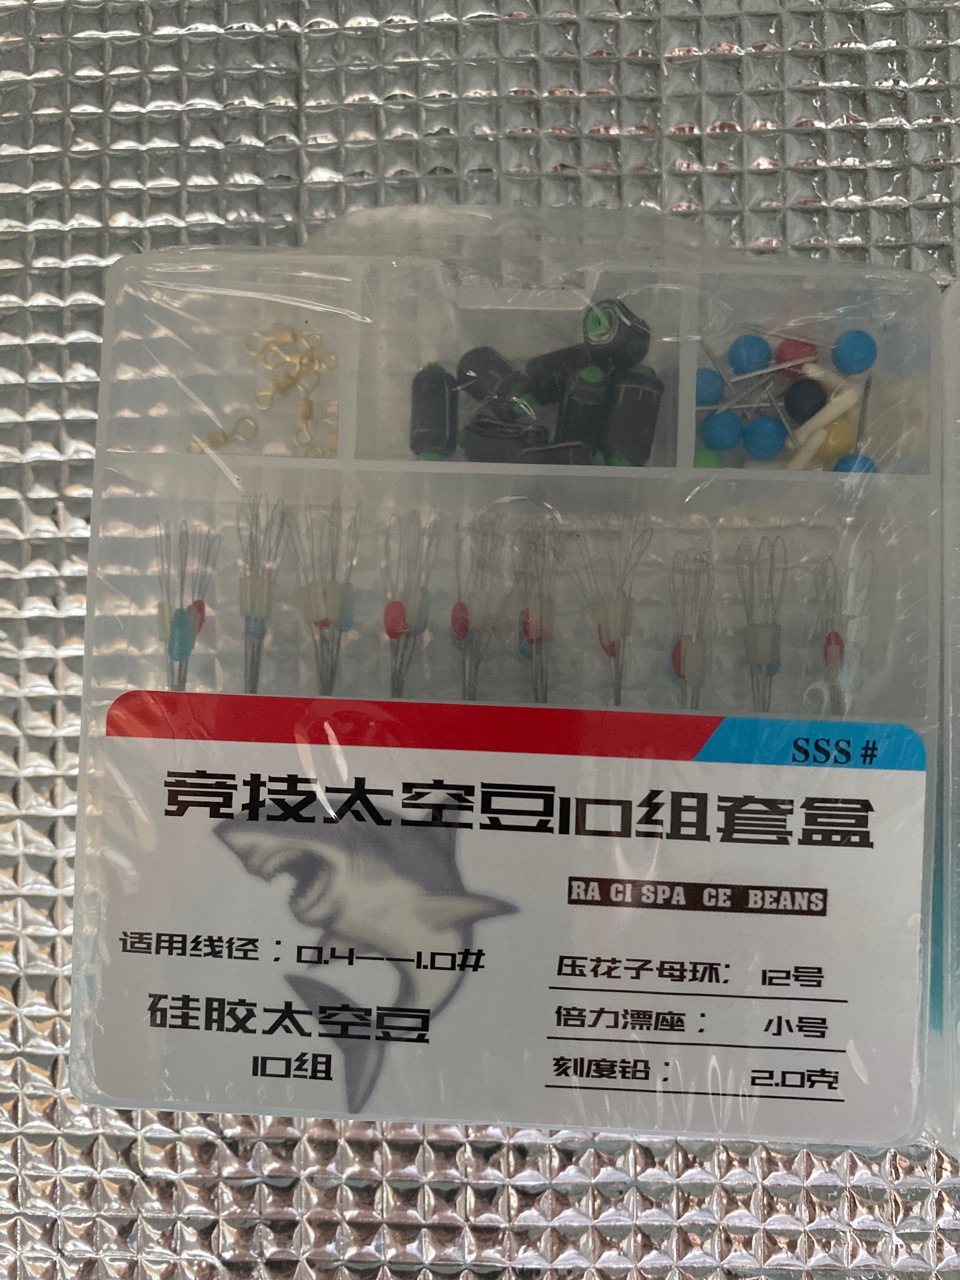 SSS #
竞技太空豆10组套盒
RA CI SPA CE BEANS
适用线径：0.4——1.0#
硅胶太空豆
10组
压花子母环：12号
倍力漂座：小号
刻度铅：2.0克